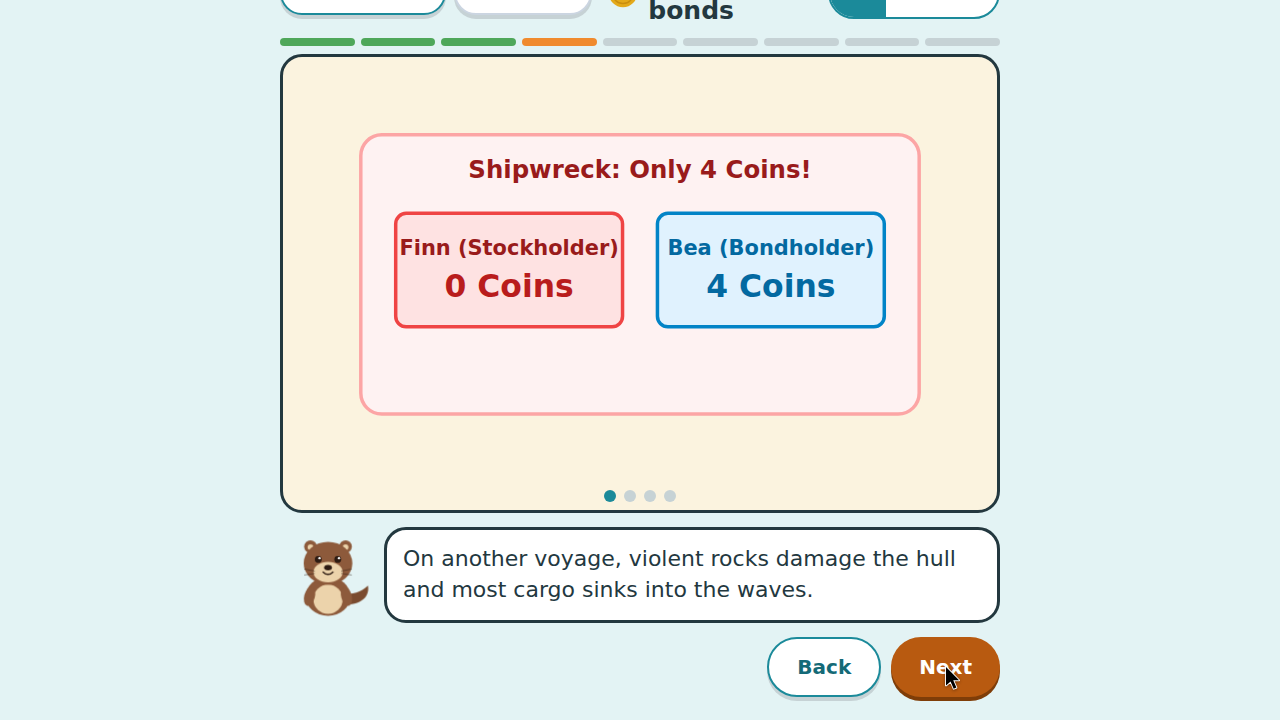 bonds
Shipwreck: Only 4 Coins!
Finn (Stockholder)
0 Coins
Bea (Bondholder)
4 Coins
On another voyage, violent rocks damage the hull
and most cargo sinks into the waves.
Back
Next